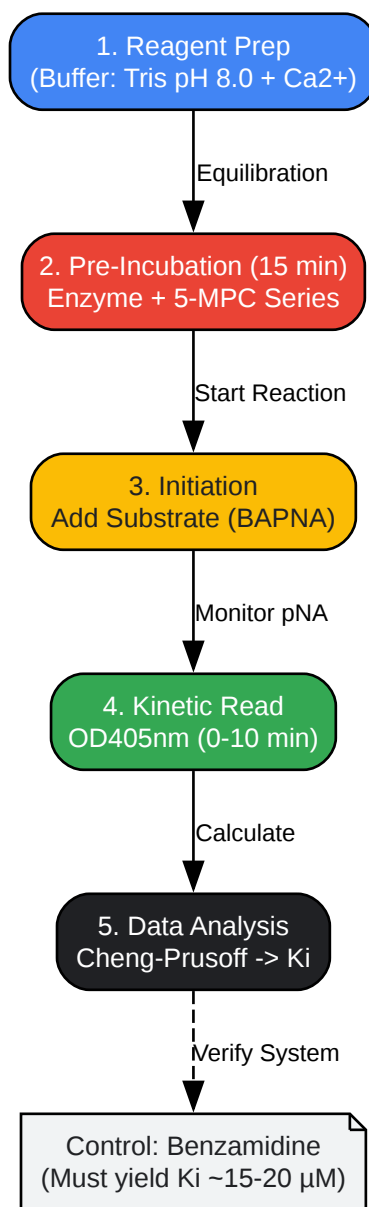 1. Reagent Prep
(Buffer: Tris pH 8.0 + Ca2+)
Equilibration
2. Pre-Incubation (15 min)
Enzyme + 5-MPC Series
Start Reaction
3. Initiation
Add Substrate (BAPNA)
Monitor pNA
4. Kinetic Read
OD405nm (0-10 min)
Calculate
5. Data Analysis
Cheng-Prusoff -> Ki
Verify System
Control: Benzamidine
(Must yield Ki ~15-20 µM)